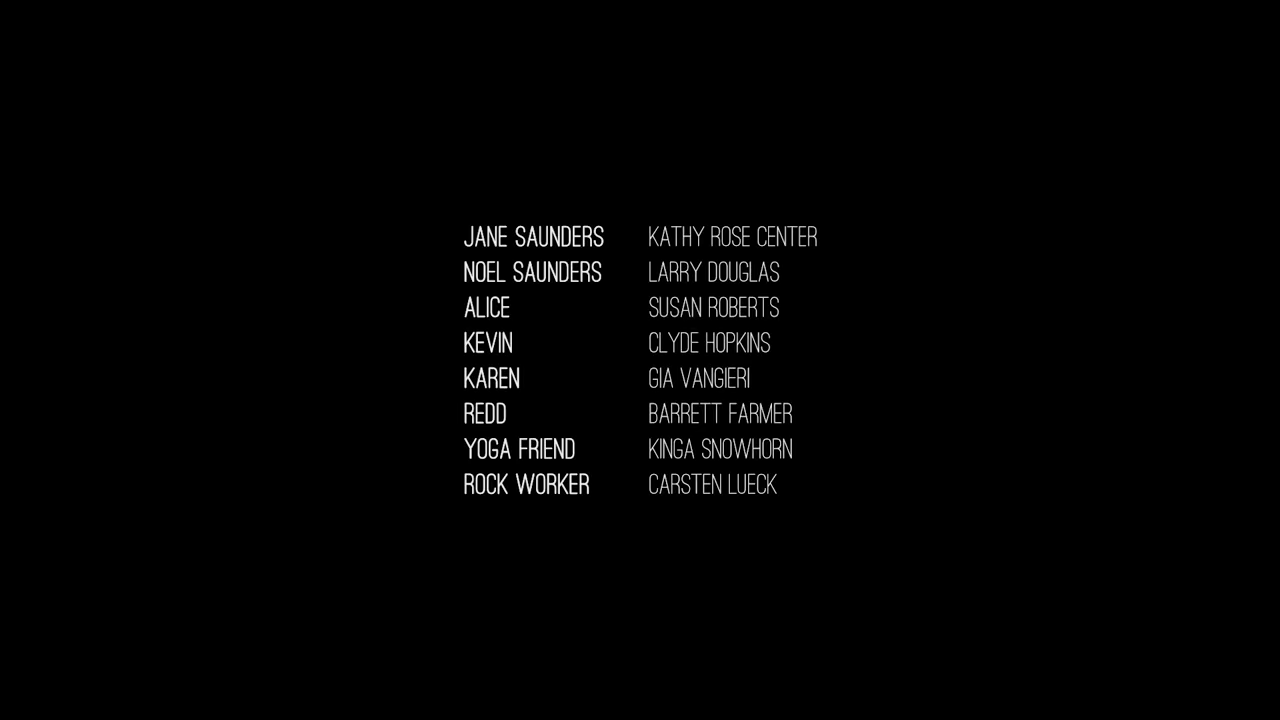 JANE SAUNDERS KATHY ROSE CENTER
NOEL SAUNDERS LARRY DOUGLAS
ALICE SUSAN ROBERTS
KEVIN CLYDE HOPKINS
KAREN GIA VANGIERI
REDD BARRETT FARMER
YOGA FRIEND KINGA SNOWHORN
ROCK WORKER CARSTEN LUECK